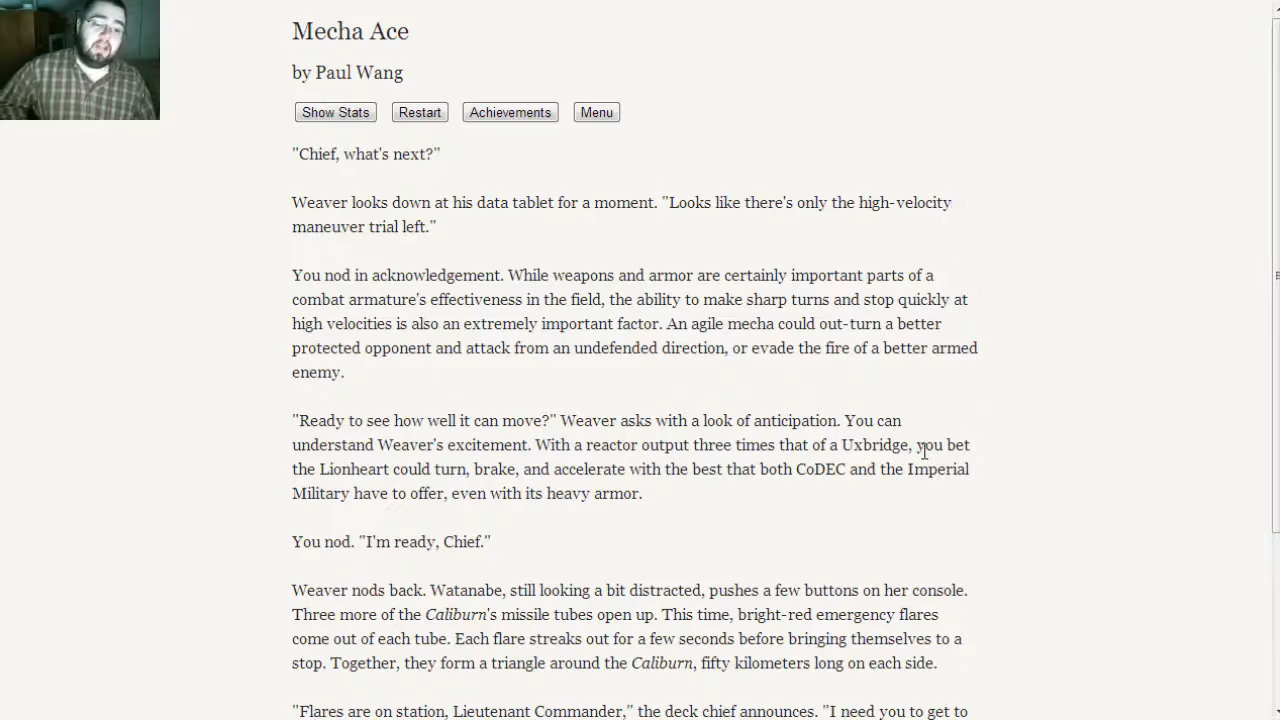 Mecha Ace
by Paul Wang
Show Stats Restart Achievements Menu
"Chief, what's next?"
Weaver looks down at his data tablet for a moment. "Looks like there's only the high-velocity
maneuver trial left."
You nod in acknowledgement. While weapons and armor are certainly important parts of a
combat armature's effectiveness in the field, the ability to make sharp turns and stop quickly at
high velocities is also an extremely important factor. An agile mecha could out-turn a better
protected opponent and attack from an undefended direction, or evade the fire of a better armed
enemy.
"Ready to see how well it can move?" Weaver asks with a look of anticipation. You can
understand Weaver's excitement. With a reactor output three times that of a Uxbridge, you bet
the Lionheart could turn, brake, and accelerate with the best that both CoDEC and the Imperial
Military have to offer, even with its heavy armor.
You nod. "I'm ready, Chief."
Weaver nods back. Watanabe, still looking a bit distracted, pushes a few buttons on her console.
Three more of the Caliburn's missile tubes open up. This time, bright-red emergency flares
come out of each tube. Each flare streaks out for a few seconds before bringing themselves to a
stop. Together, they form a triangle around the Caliburn, fifty kilometers long on each side.
"Flares are on station, Lieutenant Commander," the deck chief announces. "I need you to get to